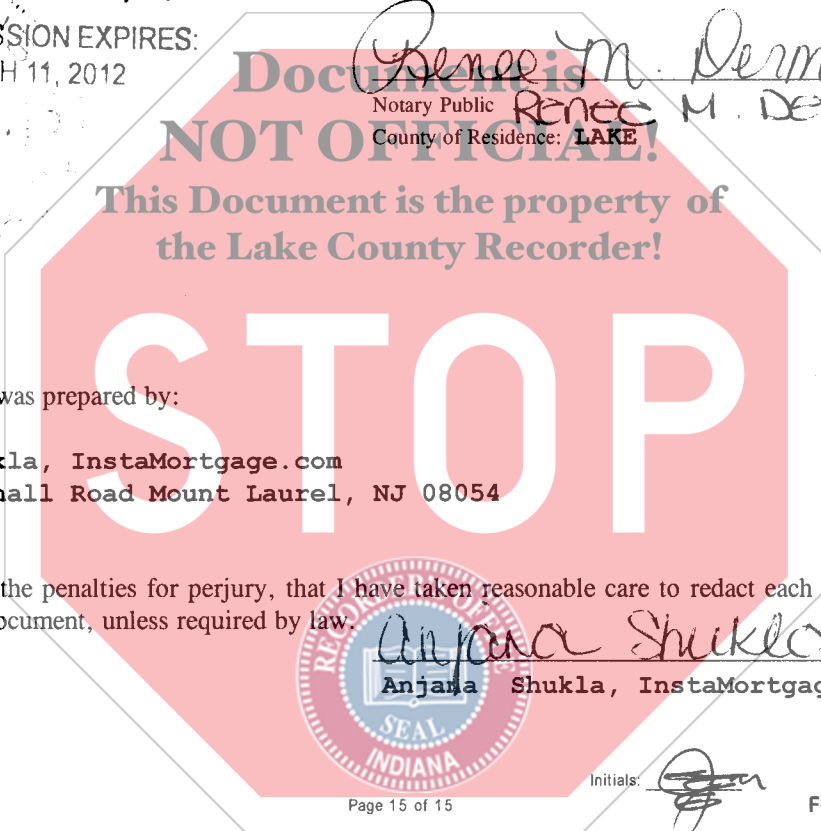 SSION EXPIRES:
H 11, 2012
Renee M. Derm
Notary Public Renee M. DE
County of Residence: LAKE
Document is
NOT OFFICIAL!
This Document is the property of
the Lake County Recorder!
STOP
was prepared by:
kla, InstaMortgage.com
hall Road Mount Laurel, NJ 08054
the penalties for perjury, that I have taken reasonable care to redact each
ocument, unless required by law.
Anjana Shukla
Anjana Shukla, InstaMortgag
RECORDER OFFICE
SEAL
INDIANA
Initials:
Page 15 of 15
F